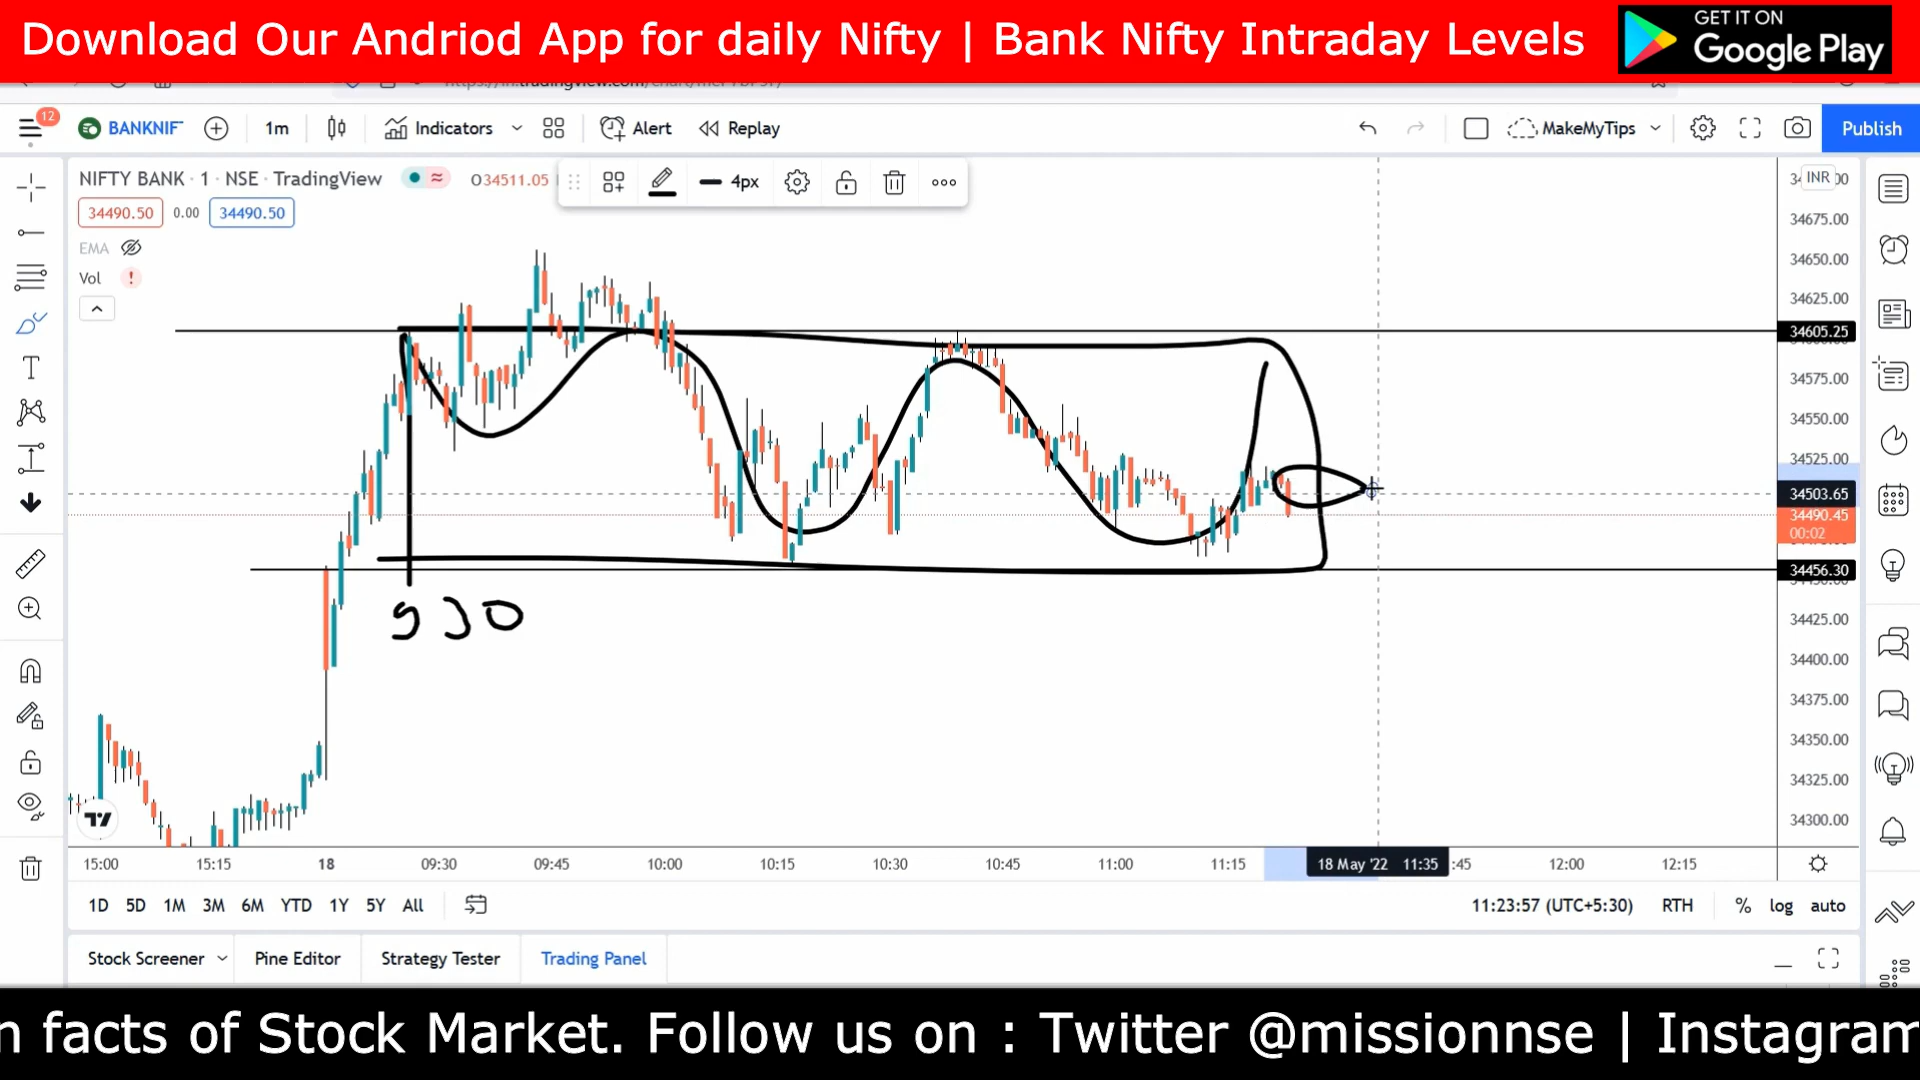 Download Our Andriod App for daily Nifty | Bank Nifty Intraday Levels
GET IT ON
Google Play
12
BANKNIF
1m
Indicators
Alert
Replay
MakeMyTips
Publish
NIFTY BANK · 1 · NSE · TradingView
O34511.05
4px
INR
34490.50
0.00
34490.50
EMA
Vol
!
34675.00
34650.00
34625.00
34605.25
34575.00
34550.00
34525.00
34503.65
34490.45
00:02
34456.30
34425.00
34400.00
34375.00
34350.00
34325.00
34300.00
930
15:00
15:15
18
09:30
09:45
10:00
10:15
10:30
10:45
11:00
11:15
18 May '22 11:35
:45
12:00
12:15
1D
5D
1M
3M
6M
YTD
1Y
5Y
All
11:23:57 (UTC+5:30)
RTH
%
log
auto
Stock Screener
Pine Editor
Strategy Tester
Trading Panel
n facts of Stock Market. Follow us on : Twitter @missionnse | Instagram